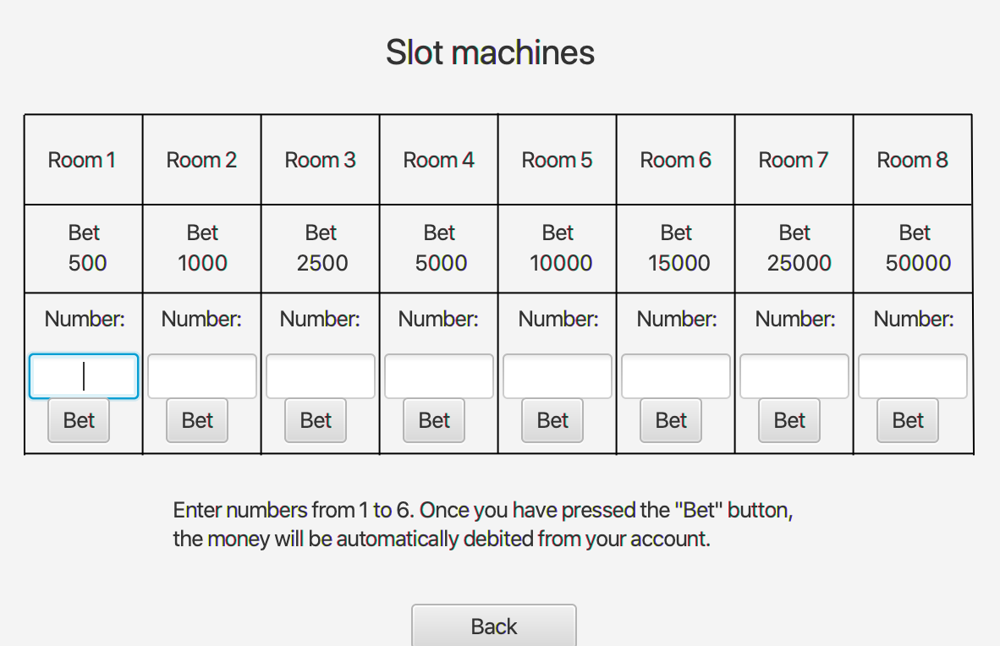 Slot machines
Room 1 Room 2 Room 3 Room 4 Room 5 Room 6 Room 7 Room 8
Bet Bet Bet Bet Bet Bet Bet Bet
500 1000 2500 5000 10000 15000 25000 50000
Number: Number: Number: Number: Number: Number: Number: Number:
Bet Bet Bet Bet Bet Bet Bet Bet
Enter numbers from 1 to 6. Once you have pressed the "Bet" button,
the money will be automatically debited from your account.
Back